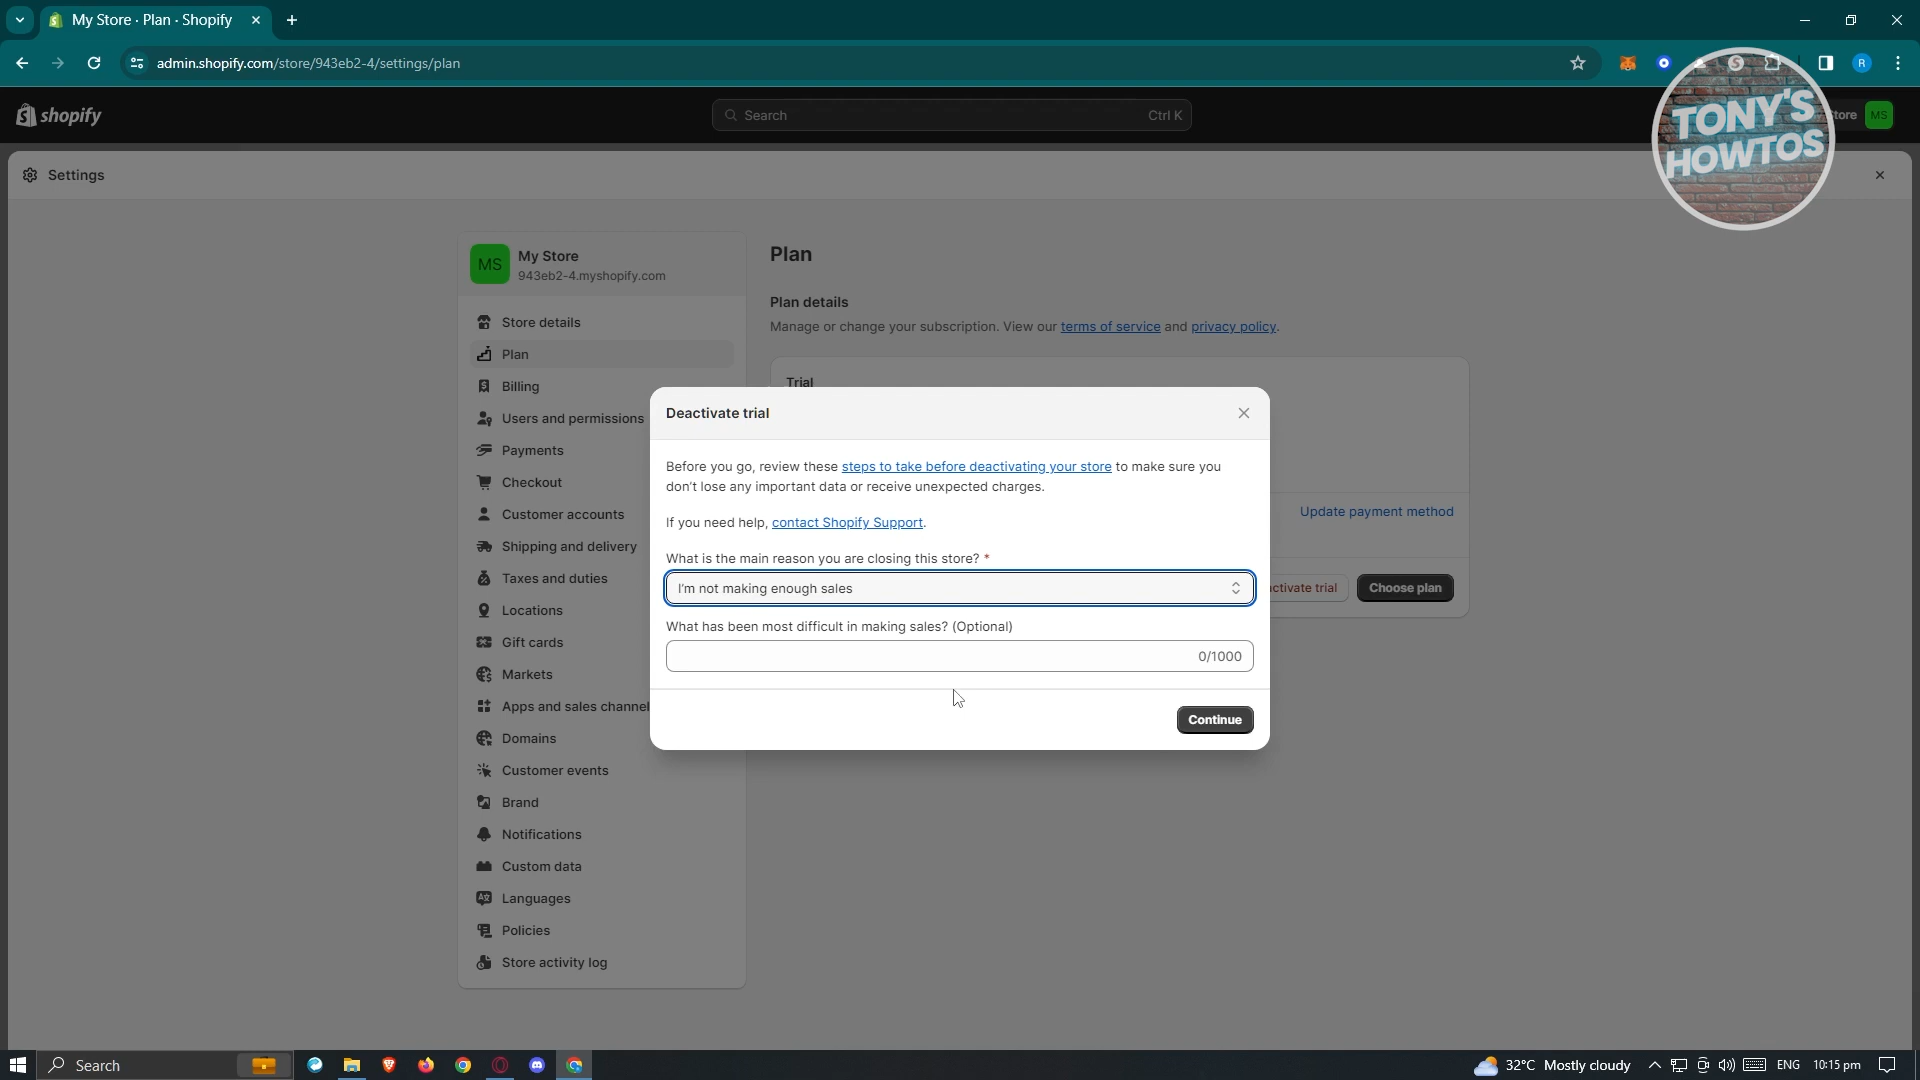 My Store · Plan · Shopify
admin.shopify.com/store/943eb2-4/settings/plan
R
shopify
Search
Ctrl K
tore
MS
TONY'S
HOWTOS
Settings
MS
My Store
943eb2-4.myshopify.com
Store details
Plan
Billing
Users and permissions
Payments
Checkout
Customer accounts
Shipping and delivery
Taxes and duties
Locations
Gift cards
Markets
Apps and sales channel
Domains
Customer events
Brand
Notifications
Custom data
Languages
Policies
Store activity log
Plan
Plan details
Manage or change your subscription. View our terms of service and privacy policy.
Trial
Update payment method
activate trial
Choose plan
Deactivate trial
Before you go, review these steps to take before deactivating your store to make sure you
don't lose any important data or receive unexpected charges.
If you need help, contact Shopify Support.
What is the main reason you are closing this store? *
I'm not making enough sales
What has been most difficult in making sales? (Optional)
0/1000
Continue
Search
32°C Mostly cloudy
ENG
10:15 pm